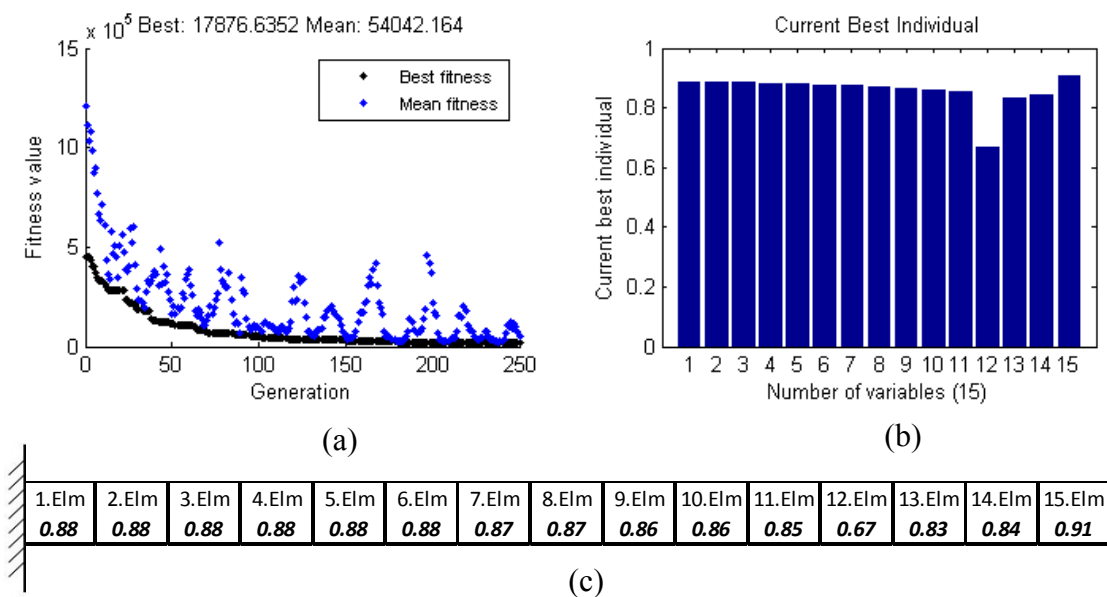 × 10⁵ Best: 17876.6352 Mean: 54042.164
15
10
5
0
Fitness value
Best fitness
Mean fitness
0 50 100 150 200 250
Generation
(a)
Current Best Individual
1
0.8
0.6
0.4
0.2
0
Current best individual
1 2 3 4 5 6 7 8 9 10 11 12 13 14 15
Number of variables (15)
(b)
1.Elm 2.Elm 3.Elm 4.Elm 5.Elm 6.Elm 7.Elm 8.Elm 9.Elm 10.Elm 11.Elm 12.Elm 13.Elm 14.Elm 15.Elm
0.88 0.88 0.88 0.88 0.88 0.88 0.87 0.87 0.86 0.86 0.85 0.67 0.83 0.84 0.91
(c)